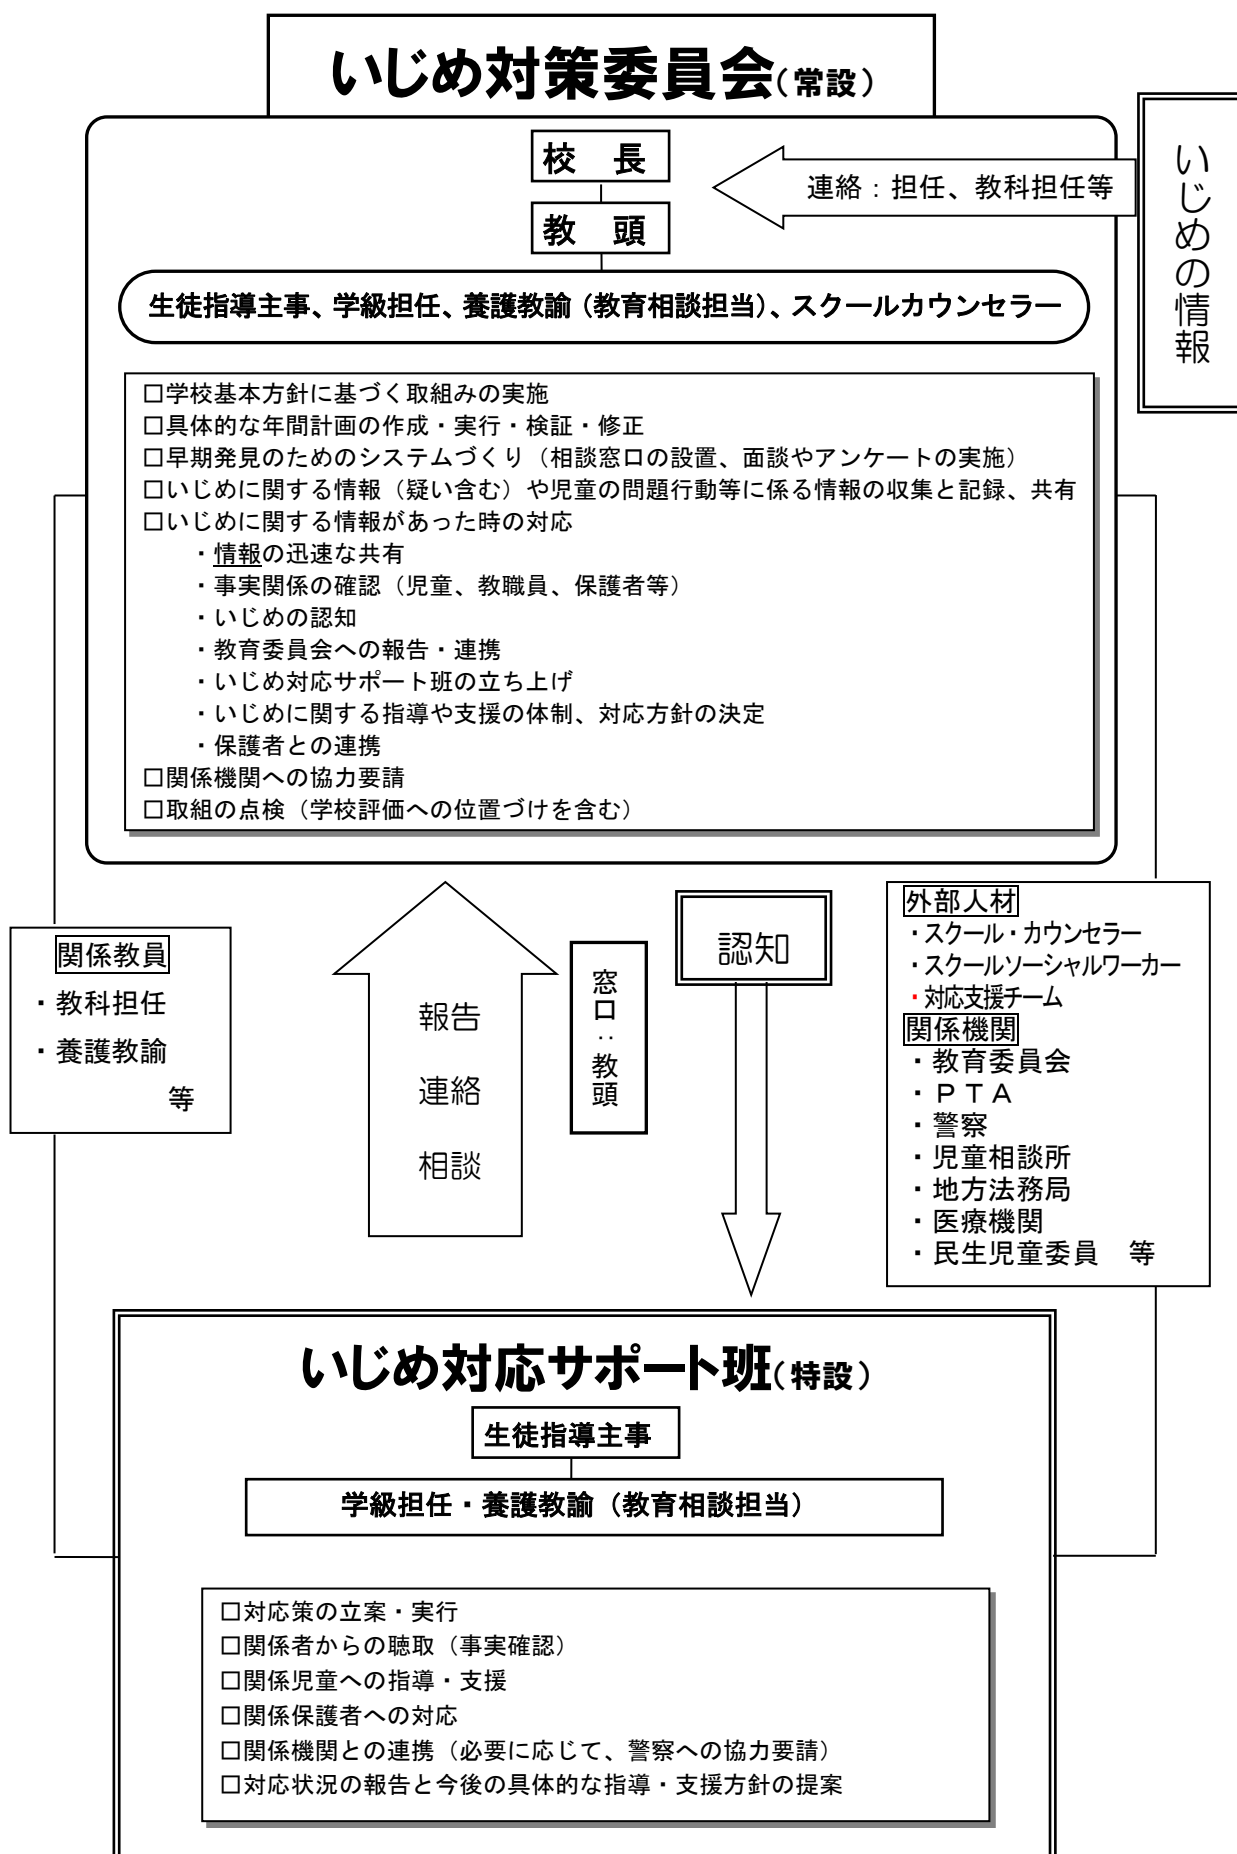 いじめ対策委員会(常設)
校　長
教　頭
連絡：担任、教科担任等
いじめの情報
生徒指導主事、学級担任、養護教諭（教育相談担当）、スクールカウンセラー
□学校基本方針に基づく取組みの実施
□具体的な年間計画の作成・実行・検証・修正
□早期発見のためのシステムづくり（相談窓口の設置、面談やアンケートの実施）
□いじめに関する情報（疑い含む）や児童の問題行動等に係る情報の収集と記録、共有
□いじめに関する情報があった時の対応
・情報の迅速な共有
・事実関係の確認（児童、教職員、保護者等）
・いじめの認知
・教育委員会への報告・連携
・いじめ対応サポート班の立ち上げ
・いじめに関する指導や支援の体制、対応方針の決定
・保護者との連携
□関係機関への協力要請
□取組の点検（学校評価への位置づけを含む）
関係教員
・教科担任
・養護教諭
等
報告
連絡
相談
窓口：教頭
認知
外部人材
・スクール・カウンセラー
・スクールソーシャルワーカー
・対応支援チーム
関係機関
・教育委員会
・ＰＴＡ
・警察
・児童相談所
・地方法務局
・医療機関
・民生児童委員　等
いじめ対応サポート班(特設)
生徒指導主事
学級担任・養護教諭（教育相談担当）
□対応策の立案・実行
□関係者からの聴取（事実確認）
□関係児童への指導・支援
□関係保護者への対応
□関係機関との連携（必要に応じて、警察への協力要請）
□対応状況の報告と今後の具体的な指導・支援方針の提案